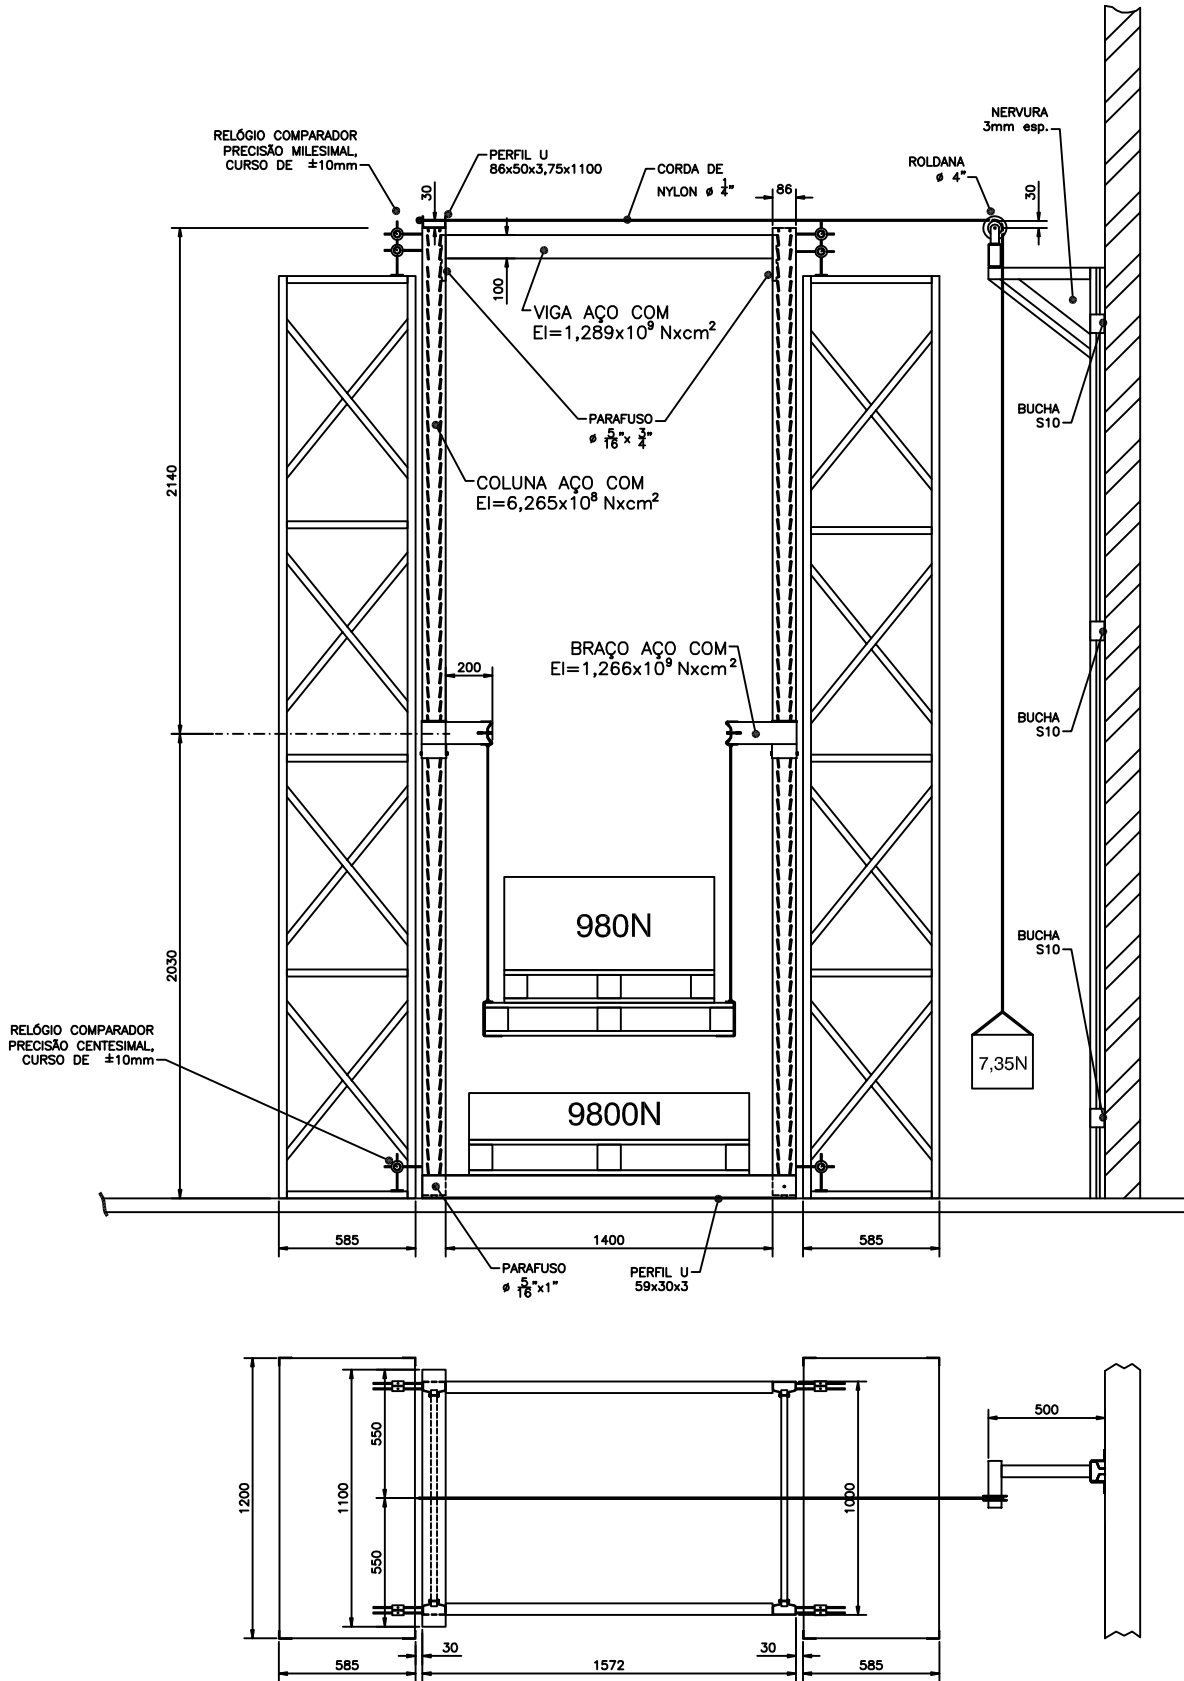 NERVURA
3mm esp.
RELÓGIO COMPARADOR
PRECISÃO MILESIMAL,
CURSO DE ±10mm
PERFIL U
86x50x3,75x1100
CORDA DE
NYLON ø 1/4"
ROLDANA
ø 4"
30
86
30
100
VIGA AÇO COM
EI=1,289x10⁹ Nxcm²
PARAFUSO
ø 5/16"x 3/4"
BUCHA
S10
2140
COLUNA AÇO COM
EI=6,265x10⁸ Nxcm²
BRAÇO AÇO COM
EI=1,266x10⁹ Nxcm²
200
BUCHA
S10
980N
BUCHA
S10
2030
RELÓGIO COMPARADOR
PRECISÃO CENTESIMAL,
CURSO DE ±10mm
7,35N
9800N
585
1400
585
PARAFUSO
ø 5/16"x1"
PERFIL U
59x30x3
500
550
1200
1100
1000
550
30
30
585
1572
585